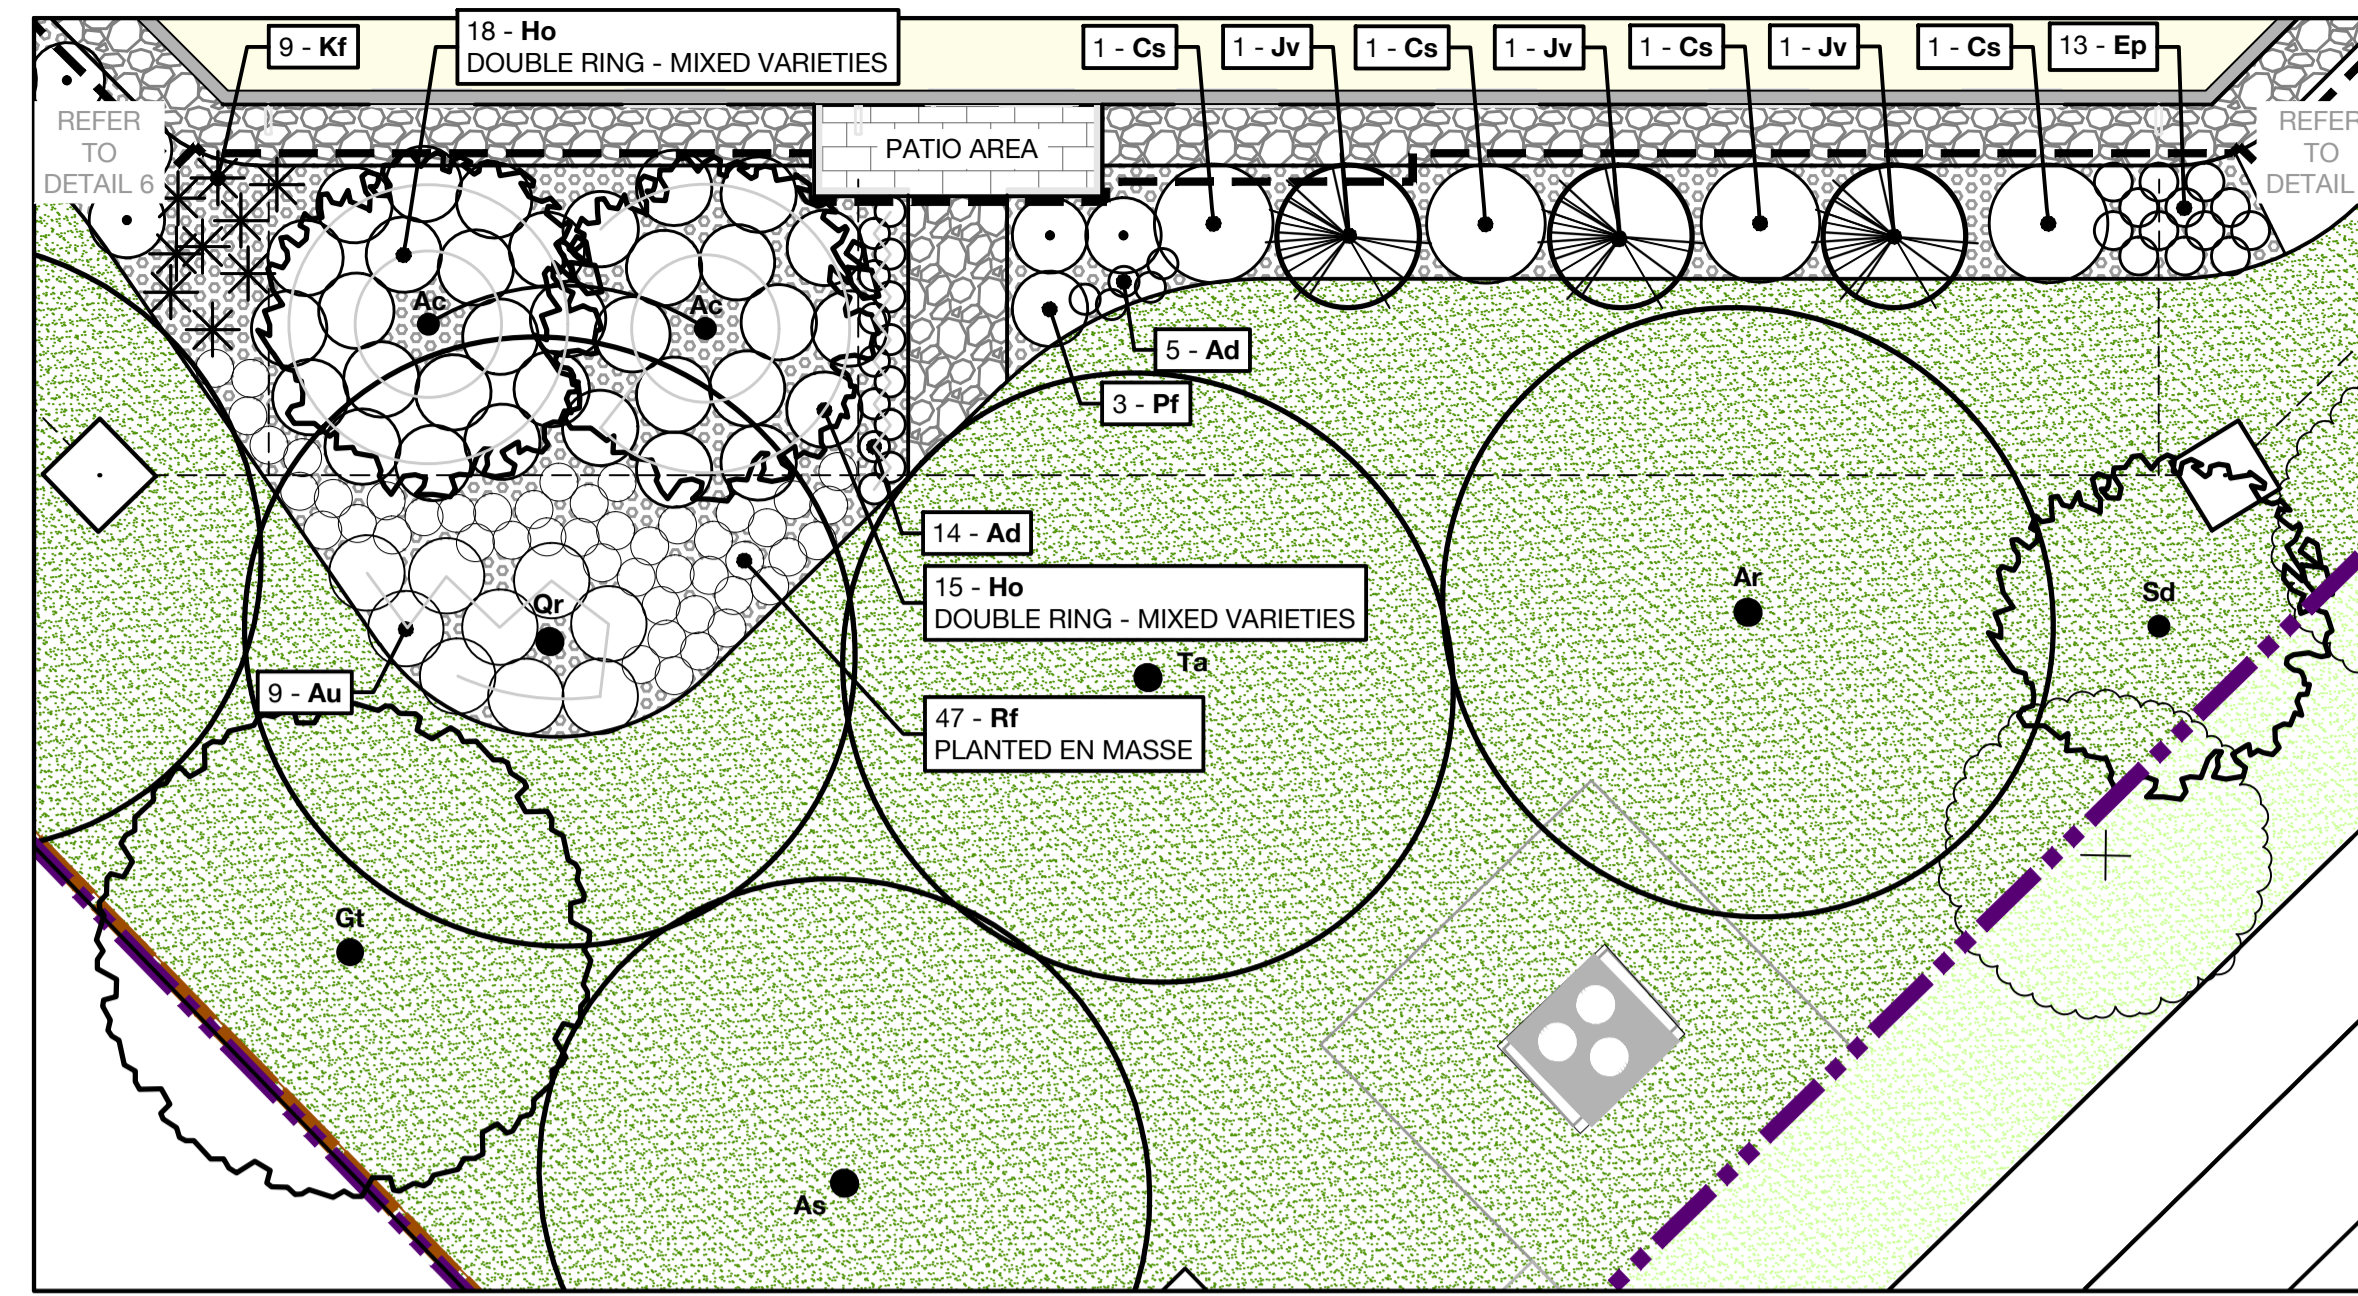 9 - Kf
18 - Ho
DOUBLE RING - MIXED VARIETIES
1 - Cs
1 - Jv
1 - Cs
1 - Jv
1 - Cs
1 - Jv
1 - Cs
13 - Ep
REFER
TO
DETAIL 6
PATIO AREA
REFER
TO
DETAIL
Ac
Ac
5 - Ad
3 - Pf
14 - Ad
15 - Ho
DOUBLE RING - MIXED VARIETIES
Qr
Ar
Sd
Ta
9 - Au
47 - Rf
PLANTED EN MASSE
Gt
As